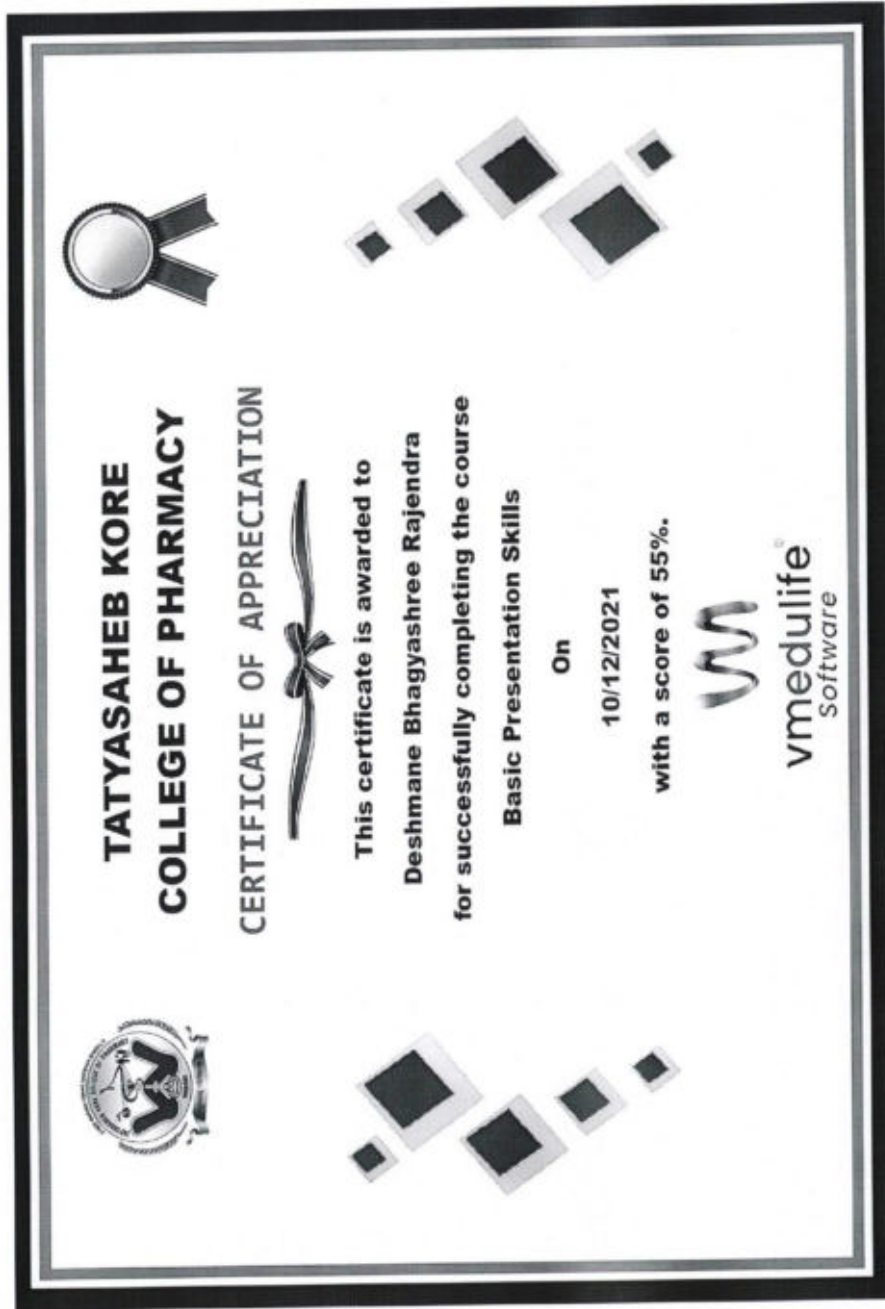 TATYASAHEB KORE
COLLEGE OF PHARMACY
CERTIFICATE OF APPRECIATION
This certificate is awarded to
Deshmane Bhagyashree Rajendra
for successfully completing the course
Basic Presentation Skills
On
10/12/2021
with a score of 55%.
vmedulife
Software